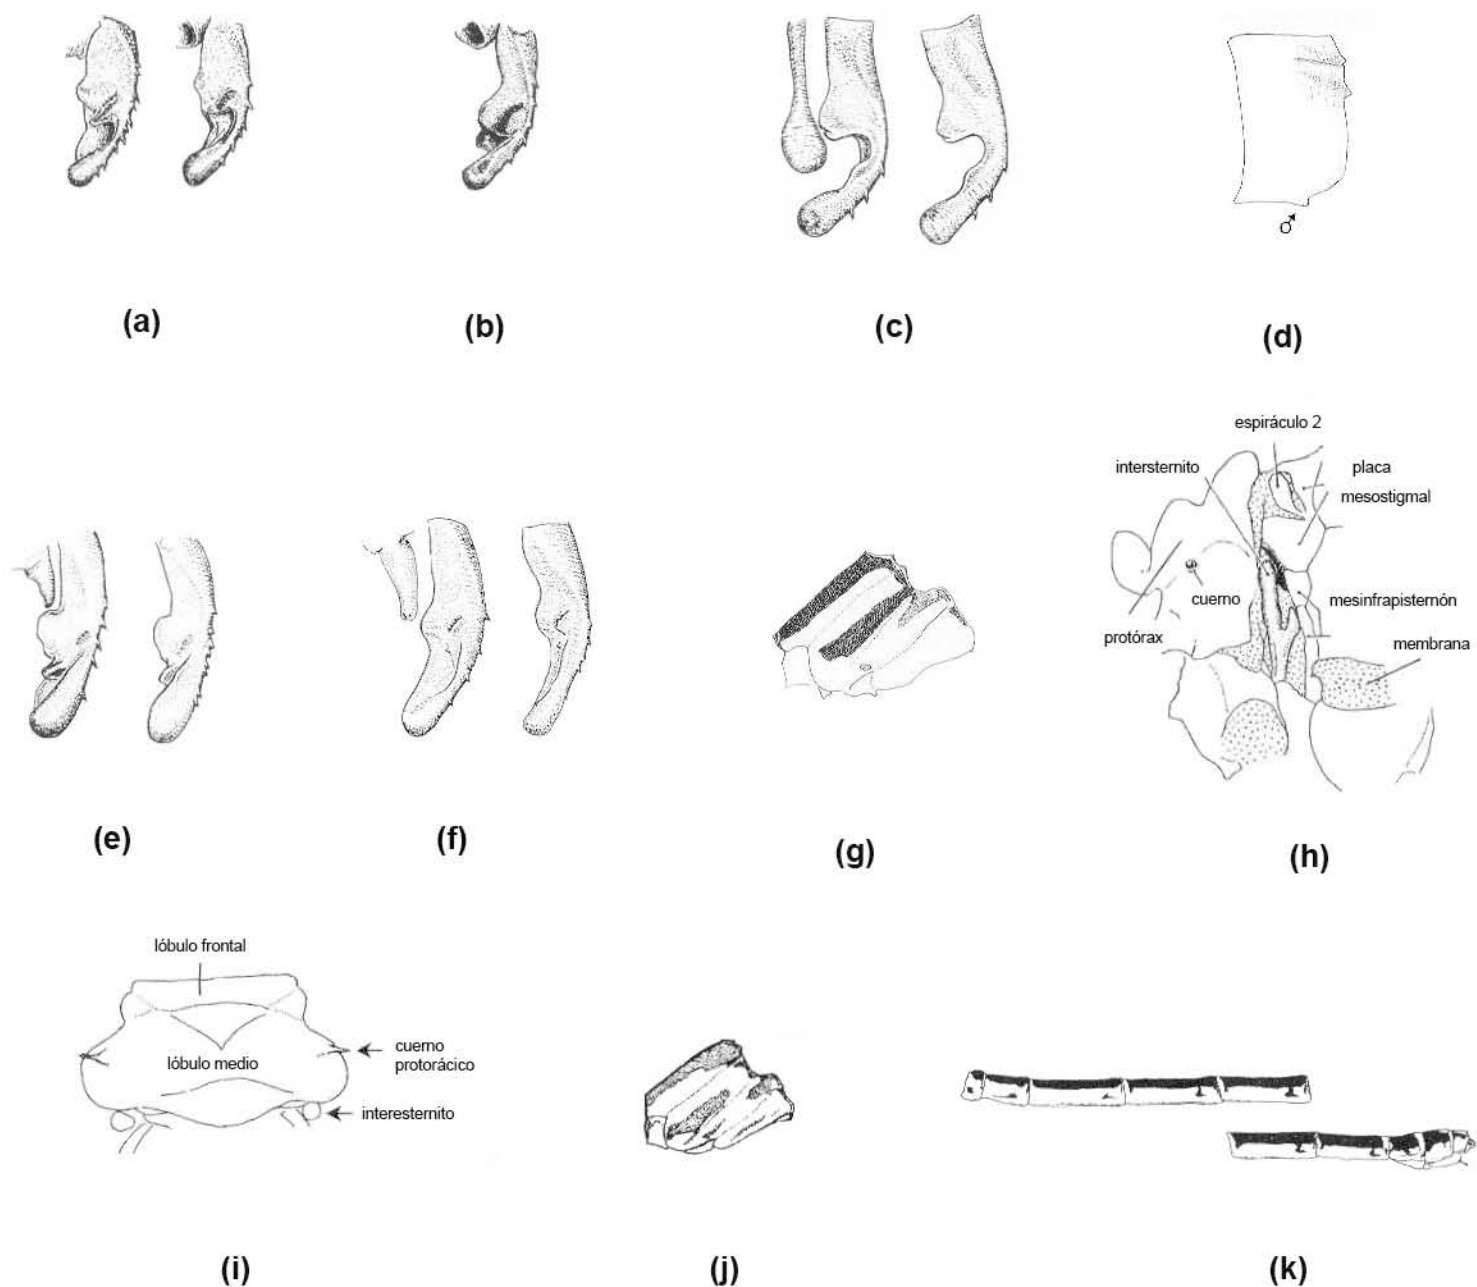 (a)
(b)
(c)
♂
(d)
(e)
(f)
(g)
espiráculo 2
intersternito
placa
mesostigmal
cuerno
mesinfrapisternón
protórax
membrana
(h)
lóbulo frontal
lóbulo medio
cuerno
protorácico
interesternito
(i)
(j)
(k)